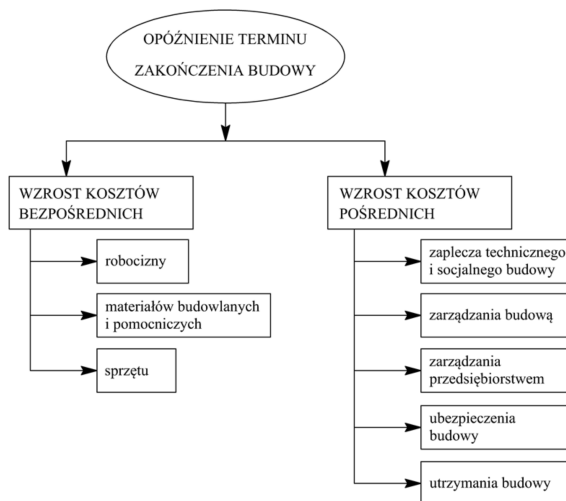 OPÓŹNIENIE TERMINU
ZAKOŃCZENIA BUDOWY
WZROST KOSZTÓW
BEZPOŚREDNICH
robocizny
materiałów budowlanych
i pomocniczych
sprzętu
WZROST KOSZTÓW
POŚREDNICH
zaplecza technicznego
i socjalnego budowy
zarządzania budową
zarządzania
przedsiębiorstwem
ubezpieczenia
budowy
utrzymania budowy